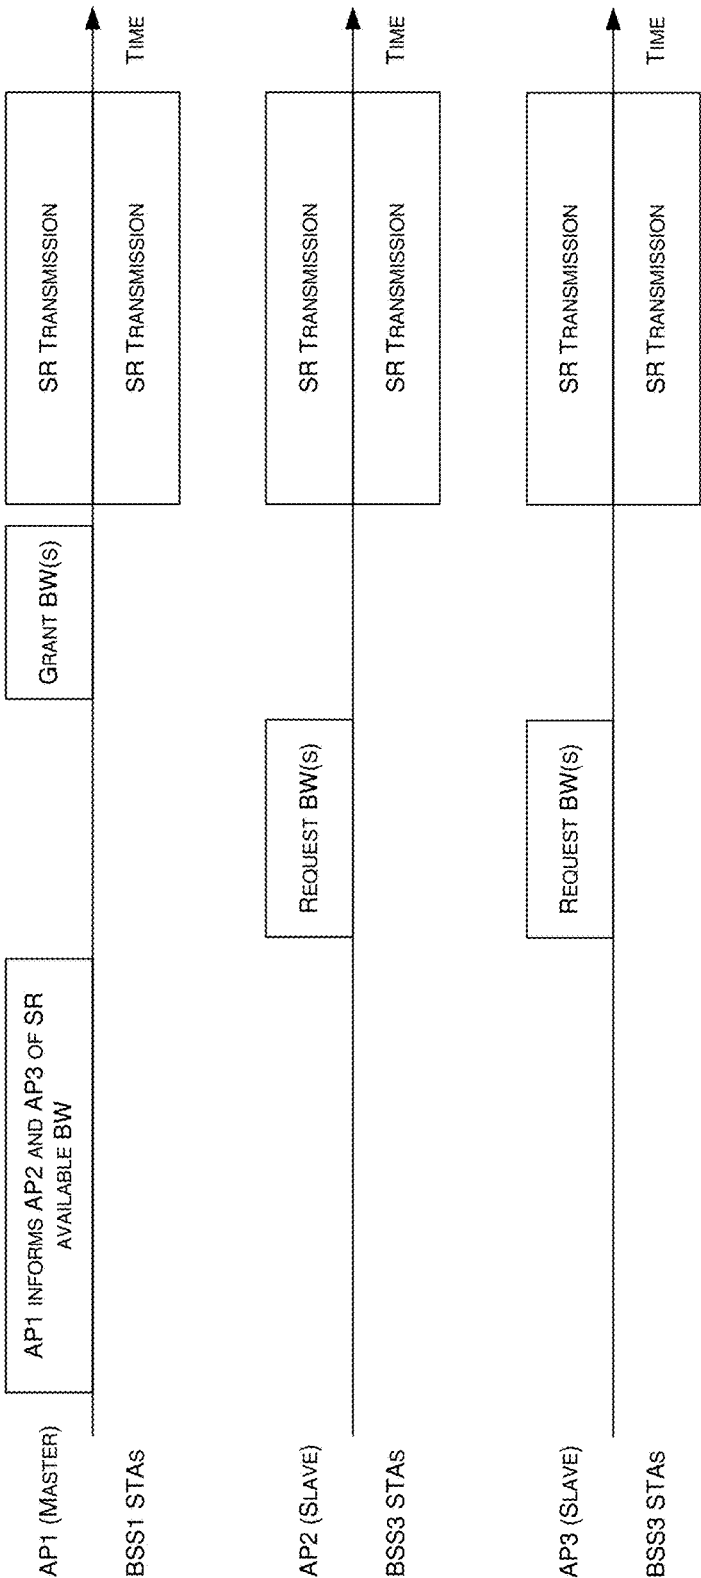 AP1 (MASTER)
BSS1 STAs
AP1 INFORMS AP2 AND AP3 OF SR
AVAILABLE BW
GRANT BW(S)
SR TRANSMISSION
SR TRANSMISSION
TIME
AP2 (SLAVE)
BSS3 STAs
REQUEST BW(S)
SR TRANSMISSION
SR TRANSMISSION
TIME
AP3 (SLAVE)
BSS3 STAs
REQUEST BW(S)
SR TRANSMISSION
SR TRANSMISSION
TIME